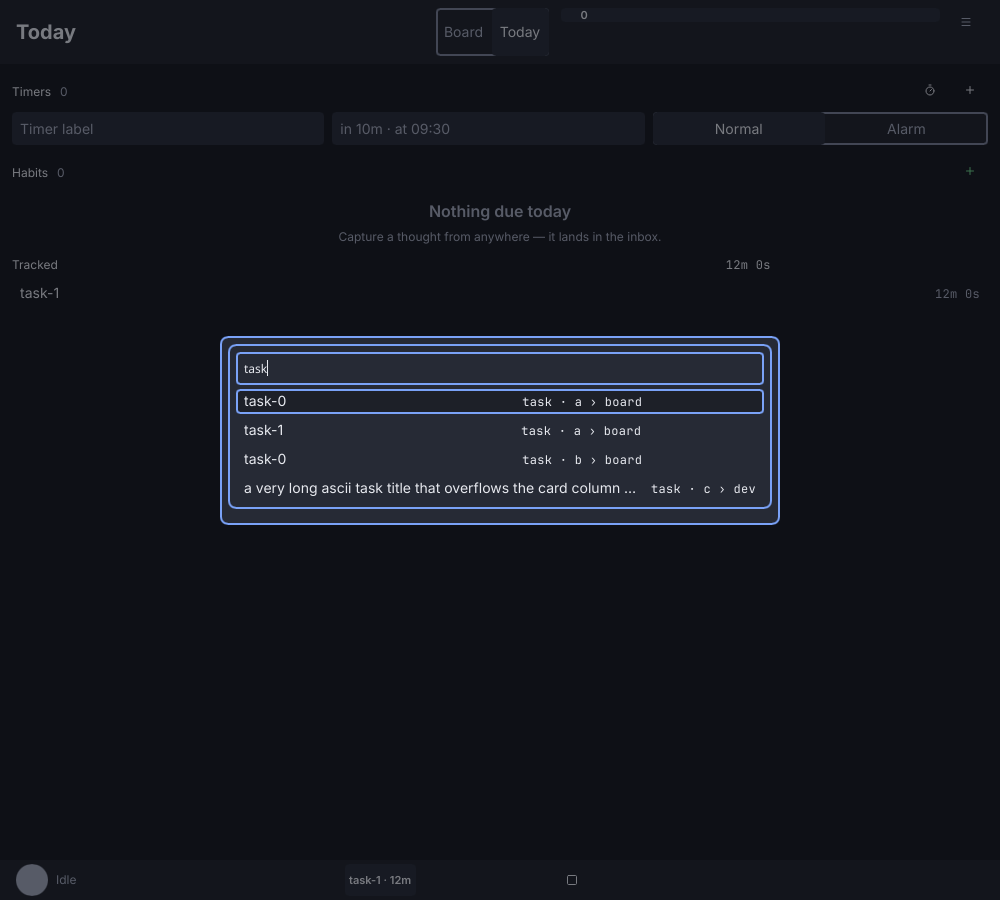 Today
Board Today
0
Timers 0
+
Timer label
in 10m · at 09:30
Normal
Alarm
Habits 0
+
Nothing due today
Capture a thought from anywhere — it lands in the inbox.
Tracked 12m 0s
task-1 12m 0s
task
task-0 task · a › board
task-1 task · a › board
task-0 task · b › board
a very long ascii task title that overflows the card column ... task · c › dev
Idle
task-1 · 12m